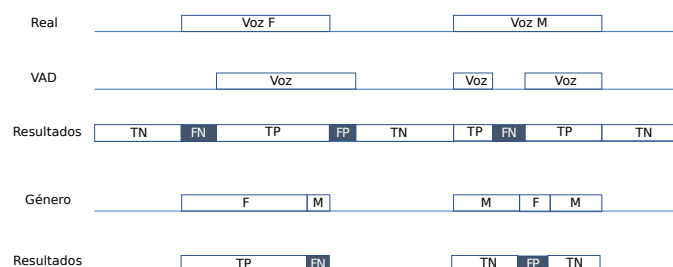 Real Voz F Voz M
VAD Voz Voz Voz
Resultados TN FN TP FP TN TP FN TP TN
Género F M M F M
Resultados TP FN TN FP TN